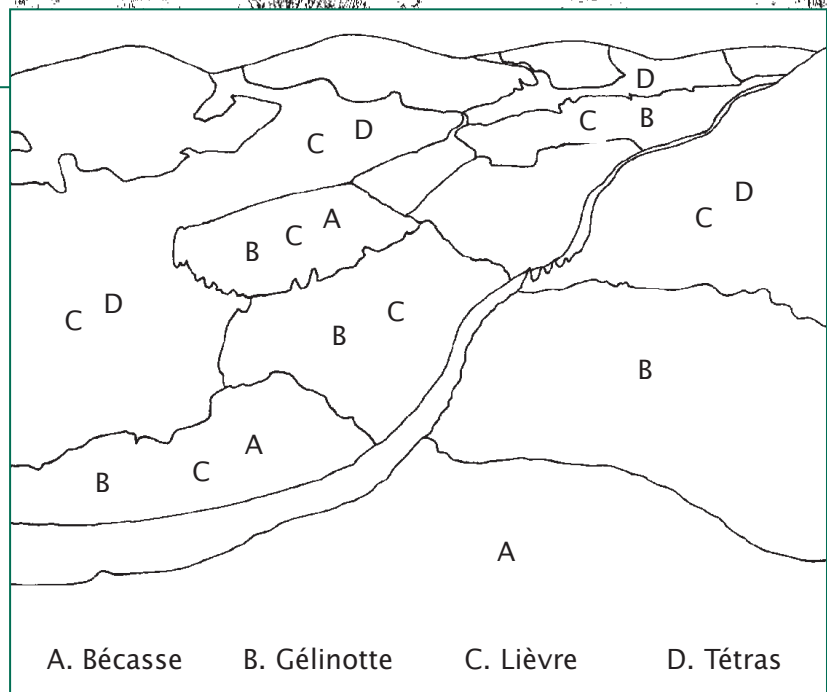 D
C B
C D
D
C
B C A
C D
B C
B
A
B C
A
A. Bécasse B. Gélinotte C. Lièvre D. Tétras